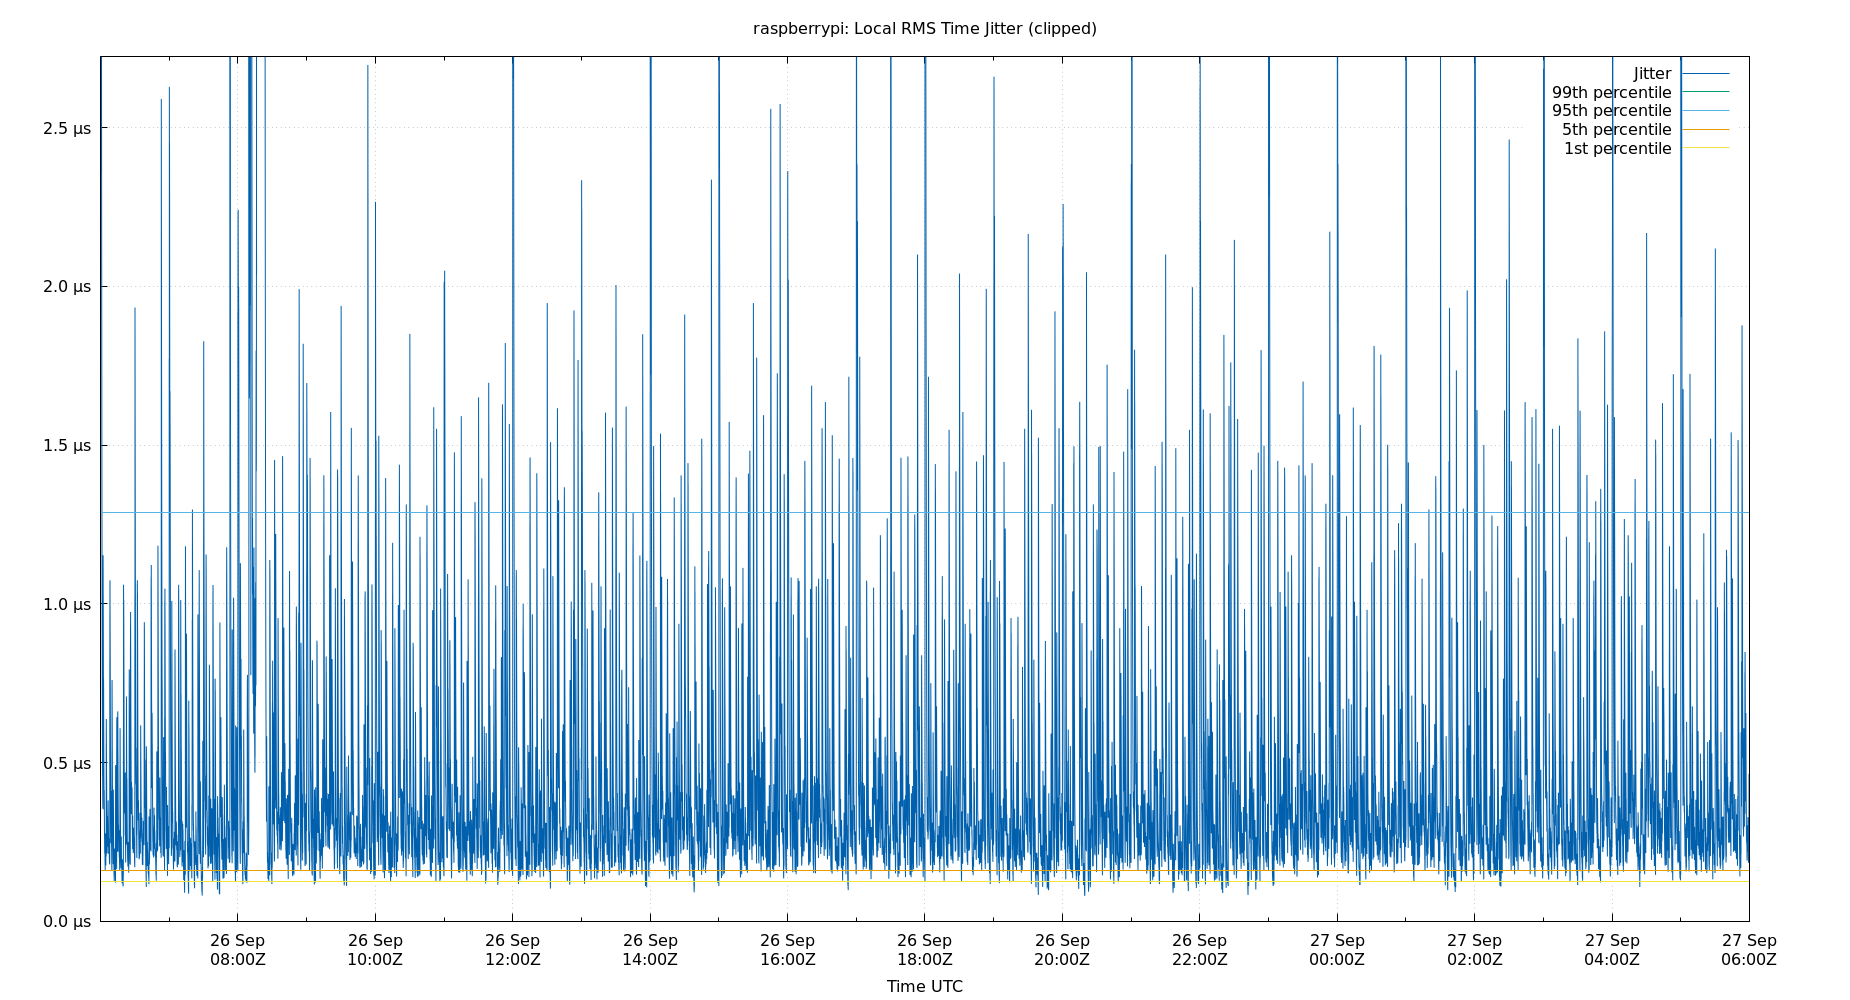 raspberrypi: Local RMS Time Jitter (clipped)
Jitter
99th percentile
95th percentile
5th percentile
1st percentile
2.5 μs
2.0 μs
1.5 μs
1.0 μs
0.5 μs
0.0 μs
26 Sep 26 Sep 26 Sep 26 Sep 26 Sep 26 Sep 26 Sep 26 Sep 27 Sep 27 Sep 27 Sep 27 Sep
08:00Z 10:00Z 12:00Z 14:00Z 16:00Z 18:00Z 20:00Z 22:00Z 00:00Z 02:00Z 04:00Z 06:00Z
Time UTC